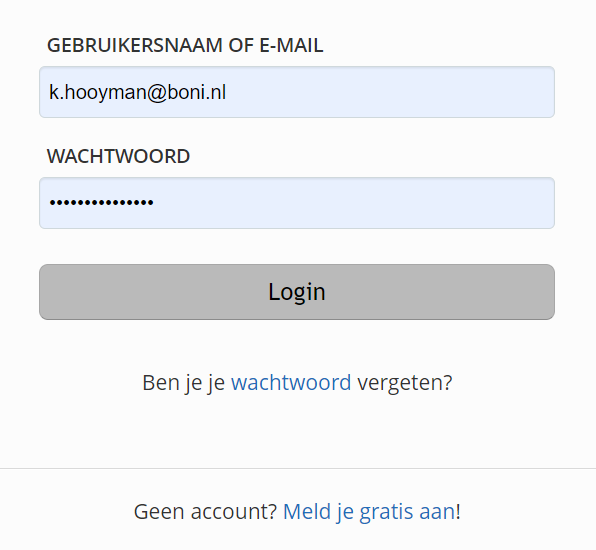 GEBRUIKERSNAAM OF E-MAIL
k.hooyman@boni.nl
WACHTWOORD
•••••••••••••••
Login
Ben je je wachtwoord vergeten?
Geen account? Meld je gratis aan!